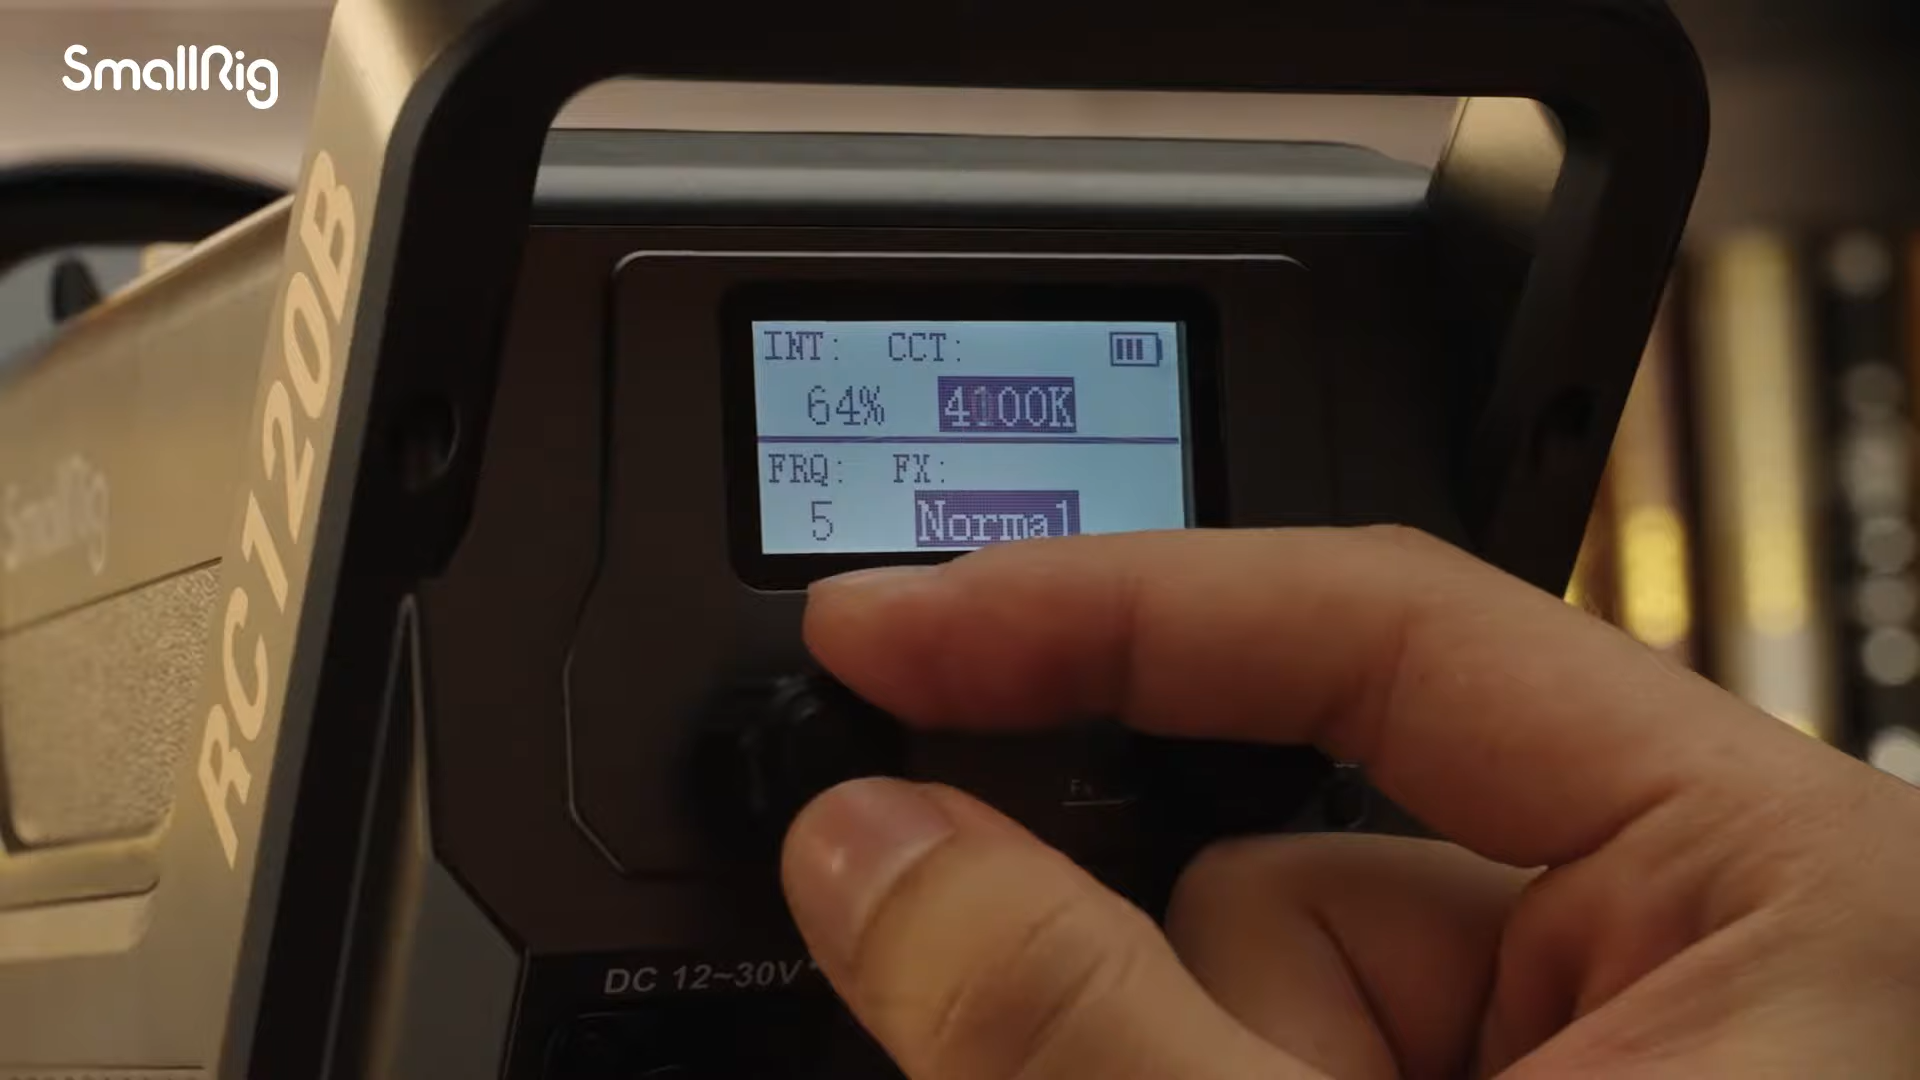 SmallRig
RC120B
SmallRig
INT: CCT:
64% 4100K
FRQ: FX:
5 Normal
DC 12~30V